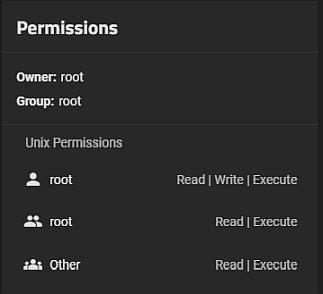 Permissions
Owner: root
Group: root
Unix Permissions
root Read | Write | Execute
root Read | Execute
Other Read | Execute